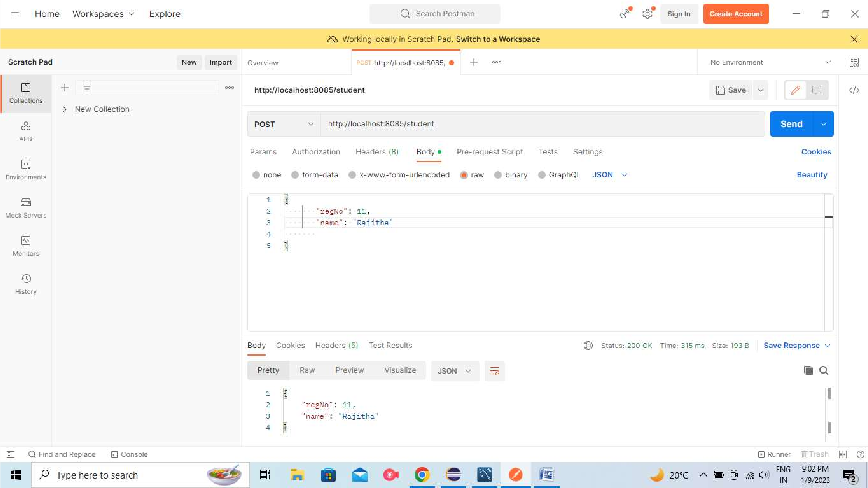 Home Workspaces Explore Search Postman Sign In Create Account
Working locally in Scratch Pad. Switch to a Workspace
Scratch Pad New Import Overview POST http://localhost:8085, No Environment
Collections
New Collection
http://localhost:8085/student Save
APIs
POST http://localhost:8085/student Send
Environments
Params Authorization Headers (8) Body Pre-request Script Tests Settings Cookies
none form-data x-www-form-urlencoded raw binary GraphQL JSON Beautify
Mock Servers
Monitors
History
1 {
2 "regNo": 11,
3 "name": "Rajitha"
4
5 }
Body Cookies Headers (5) Test Results Status: 200 OK Time: 315 ms Size: 193 B Save Response
Pretty Raw Preview Visualize JSON
1 {
2 "regNo": 11,
3 "name": "Rajitha"
4 }
Find and Replace Console Runner Trash
Type here to search 20°C ENG IN 9:02 PM 1/9/2023 2